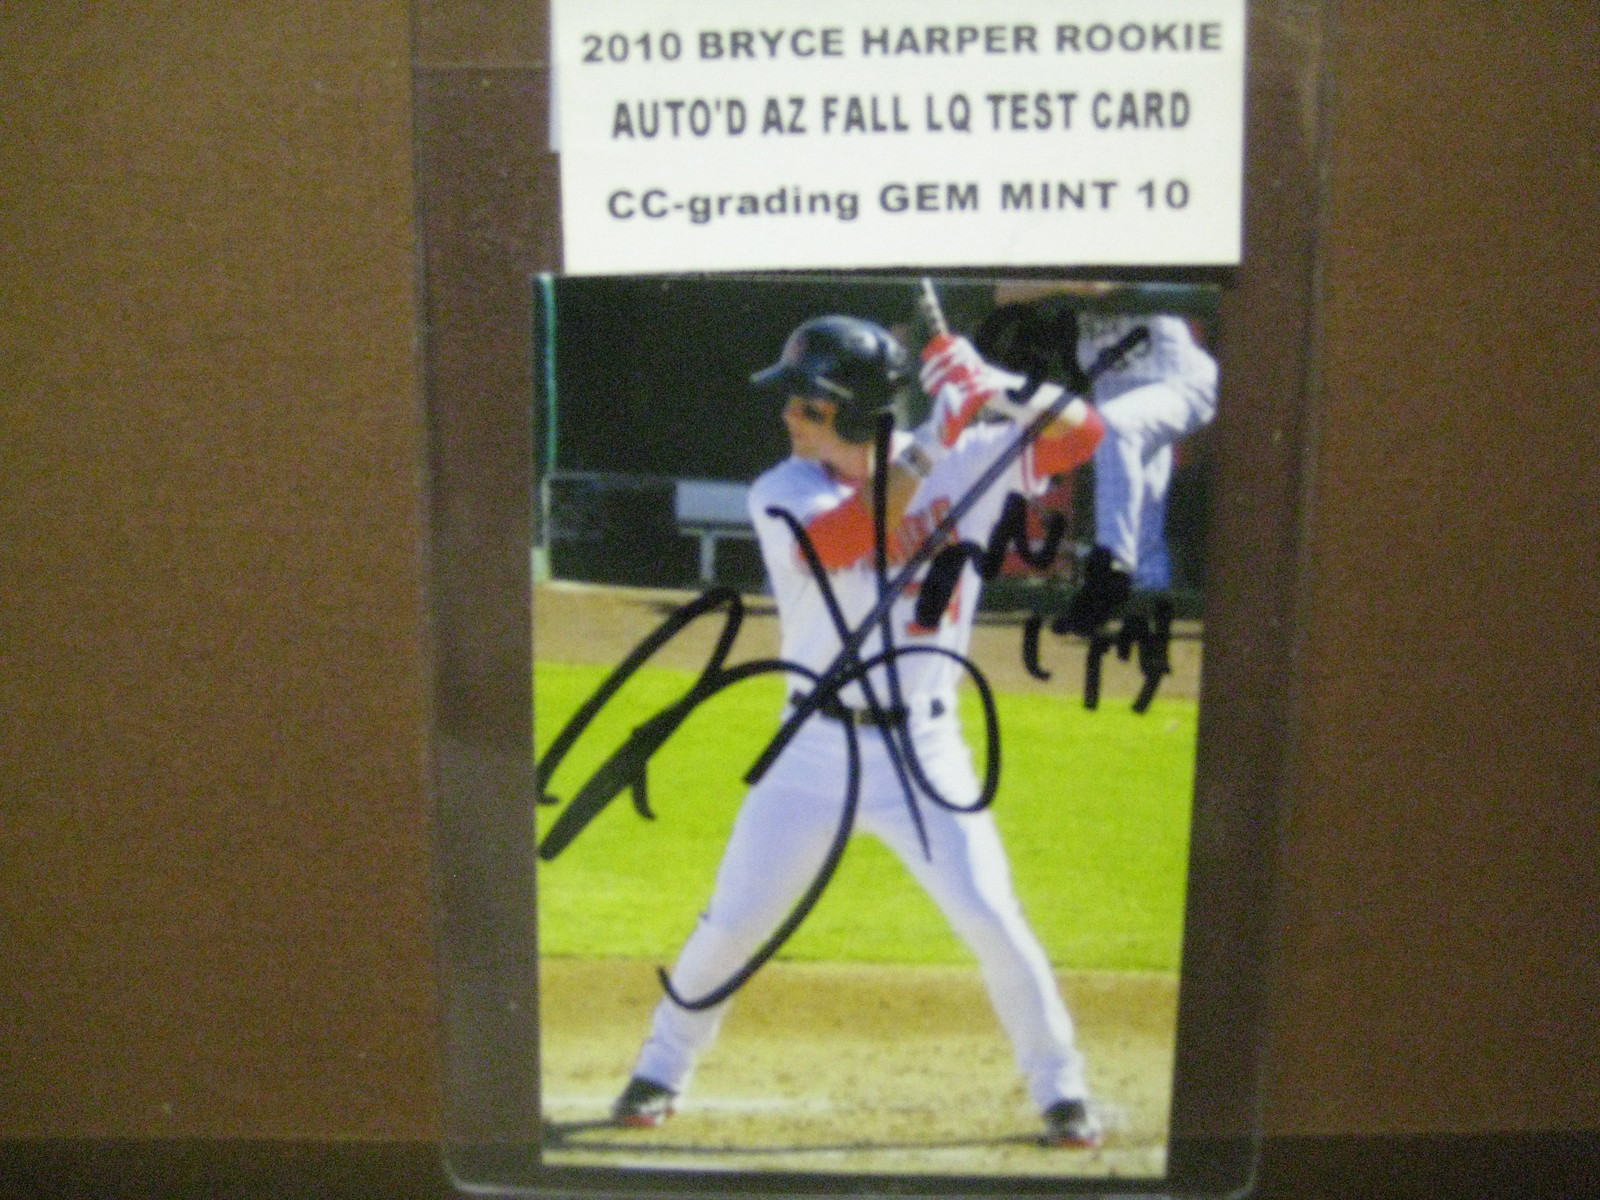 2010 BRYCE HARPER ROOKIE
AUTO'D AZ FALL LQ TEST CARD
CC-grading GEM MINT 10